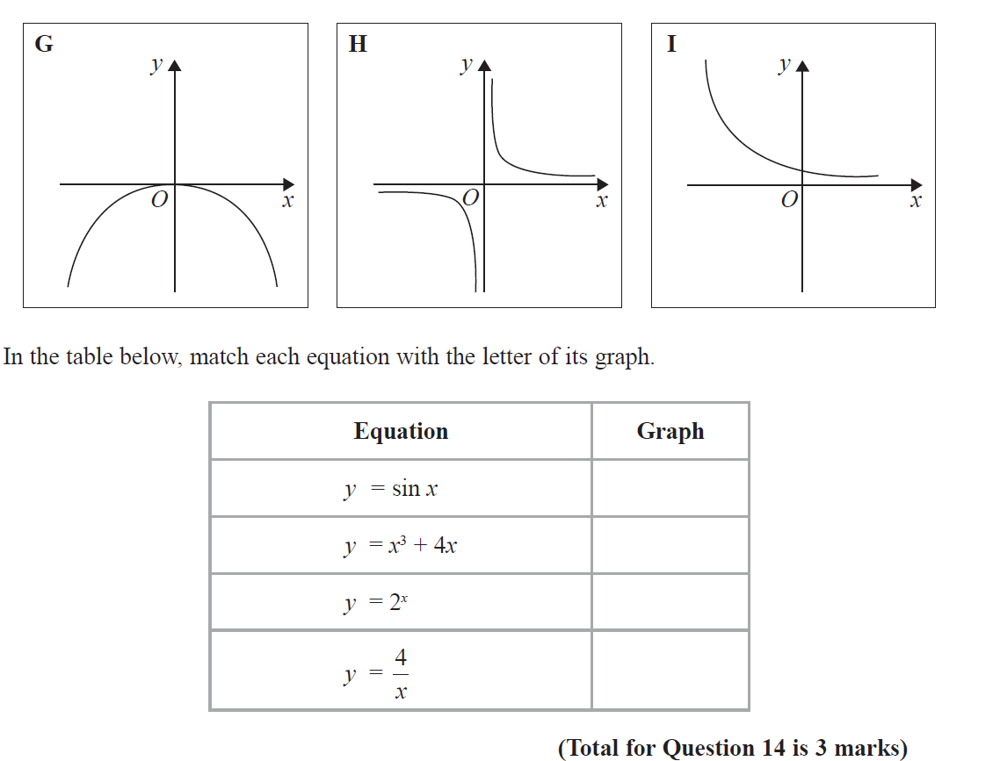 G H I
y y y
O x O x O x
In the table below, match each equation with the letter of its graph.
Equation Graph
y = sin x
y = x³ + 4x
y = 2ˣ
y = 4/x
(Total for Question 14 is 3 marks)